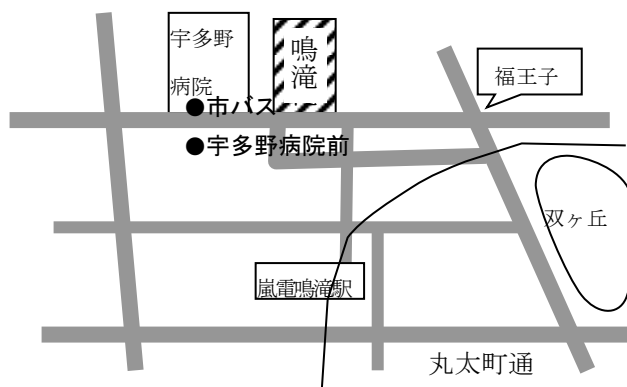 宇多野
病院
鳴
滝
福王子
●市バス
●宇多野病院前
双ヶ丘
嵐電鳴滝駅
丸太町通